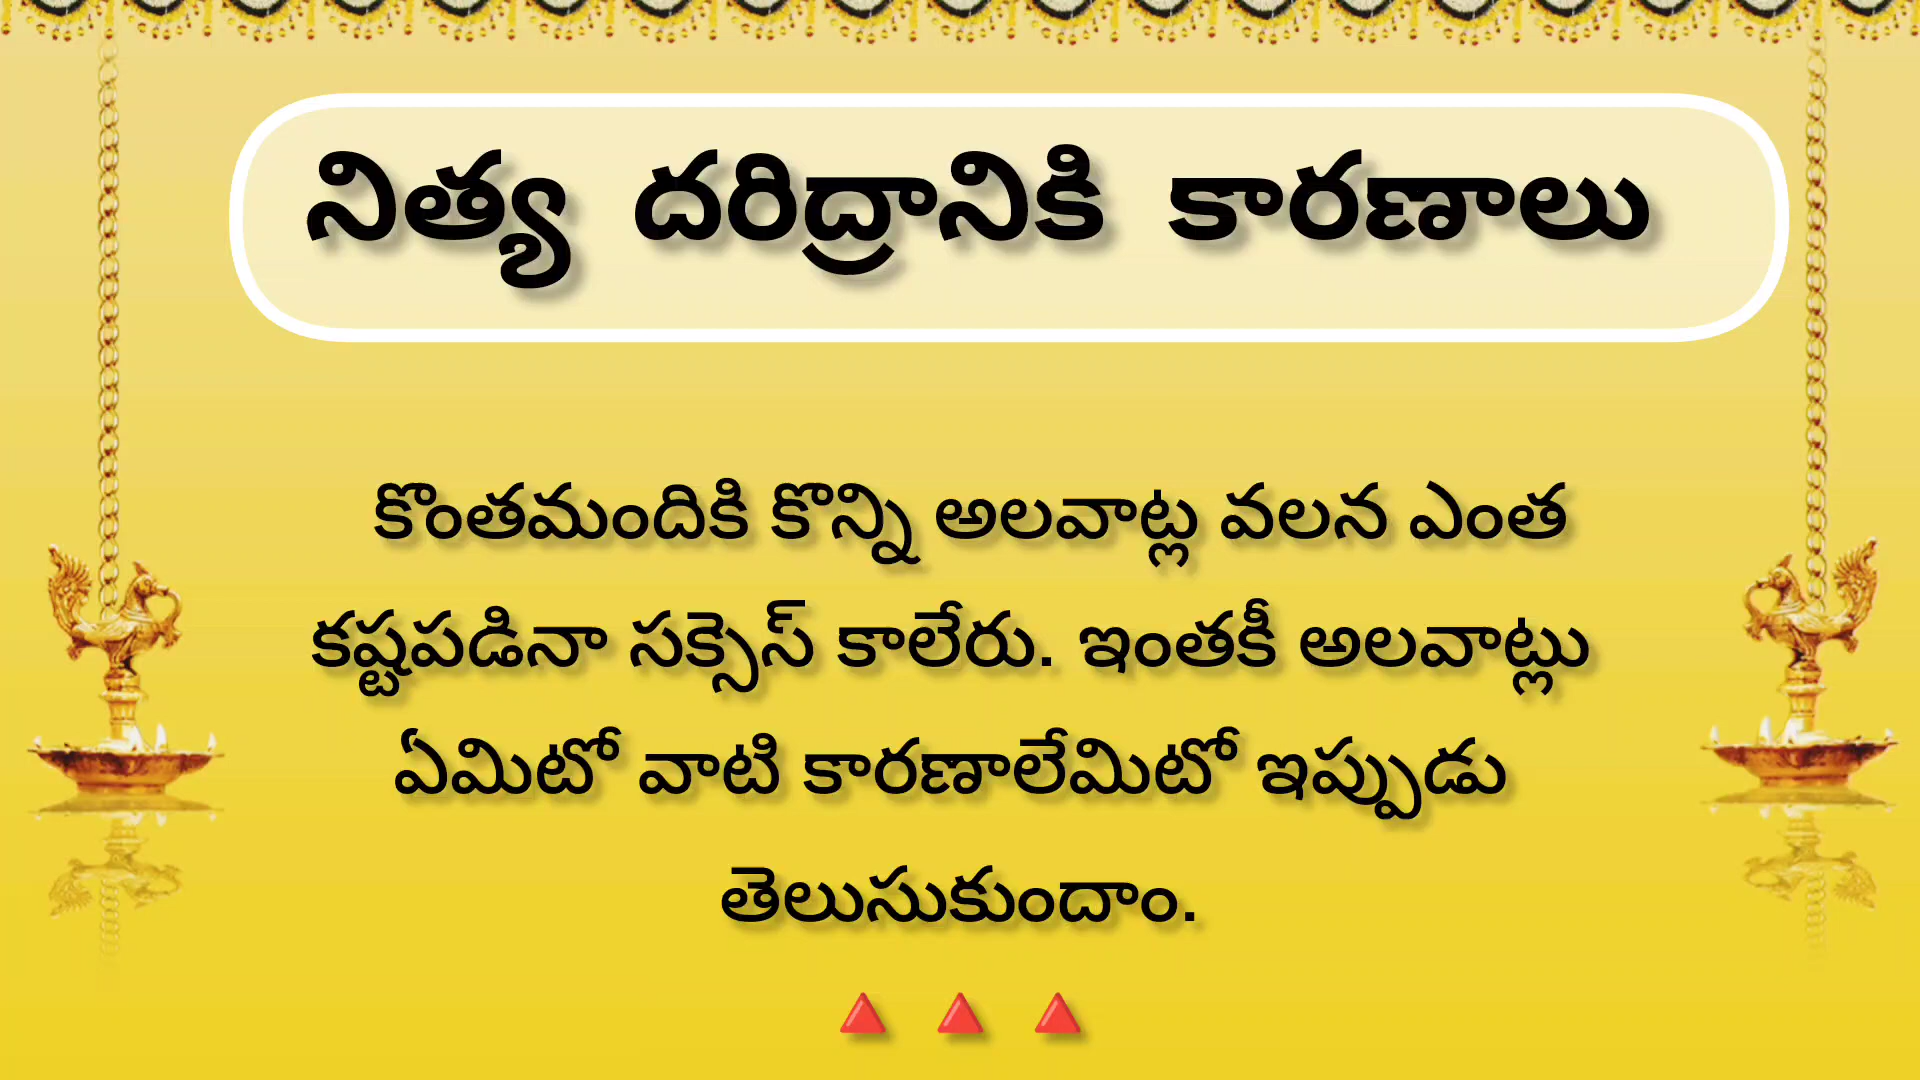 నిత్య దరిద్రానికి కారణాలు
కొంతమందికి కొన్ని అలవాట్ల వలన ఎంత
కష్టపడినా సక్సెస్ కాలేరు. ఇంతకీ అలవాట్లు
ఏమిటో వాటి కారణాలేమిటో ఇప్పుడు
తెలుసుకుందాం.